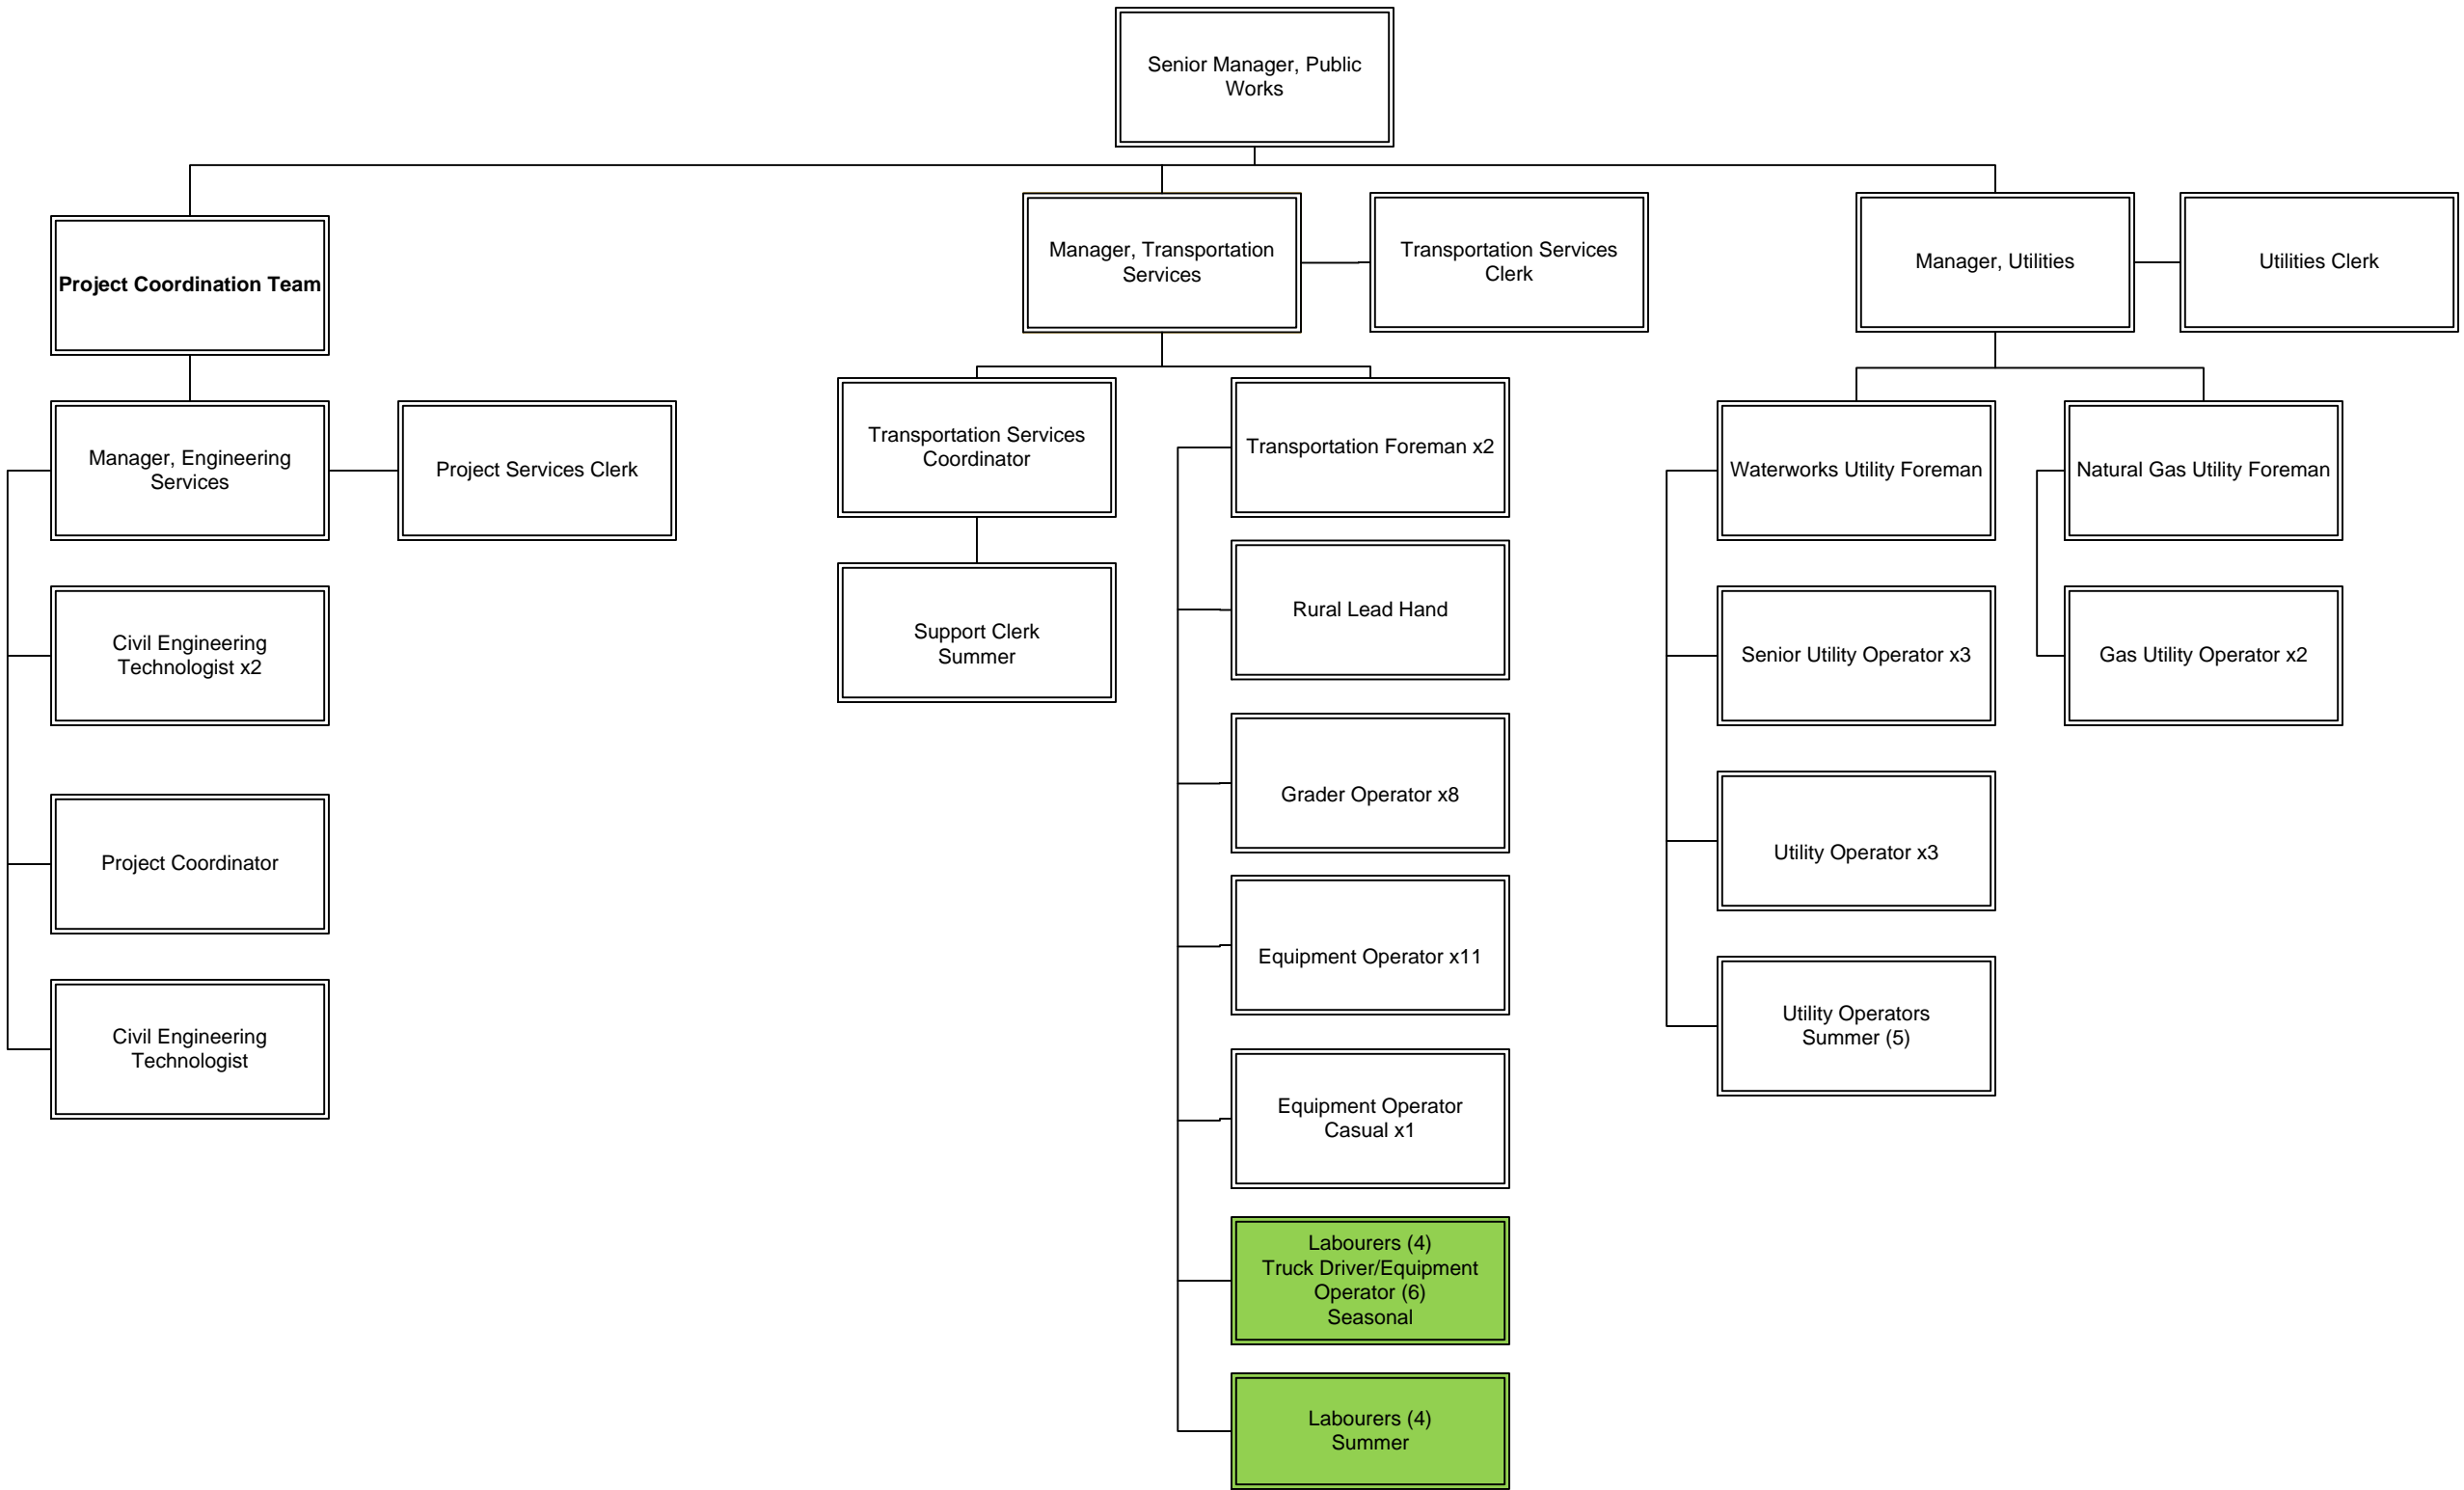 Senior Manager, Public
Works
Project Coordination Team
Manager, Transportation
Services
Transportation Services
Clerk
Manager, Utilities
Utilities Clerk
Manager, Engineering
Services
Project Services Clerk
Transportation Services
Coordinator
Transportation Foreman x2
Waterworks Utility Foreman
Natural Gas Utility Foreman
Civil Engineering
Technologist x2
Support Clerk
Summer
Rural Lead Hand
Senior Utility Operator x3
Gas Utility Operator x2
Project Coordinator
Grader Operator x8
Utility Operator x3
Civil Engineering
Technologist
Equipment Operator x11
Utility Operators
Summer (5)
Equipment Operator
Casual x1
Labourers (4)
Truck Driver/Equipment
Operator (6)
Seasonal
Labourers (4)
Summer